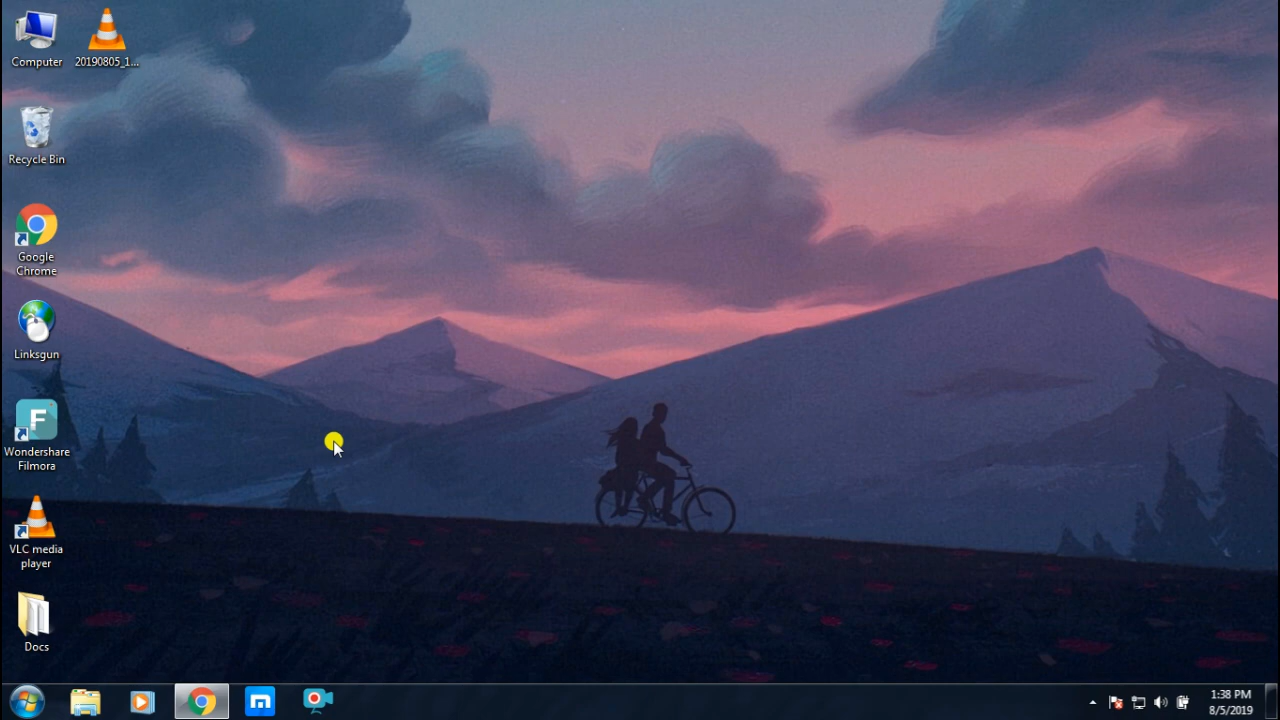 Computer
20190805_1...
Recycle Bin
Google
Chrome
Linksgun
F
Wondershare
Filmora
VLC media
player
Docs
m
1:38 PM
8/5/2019